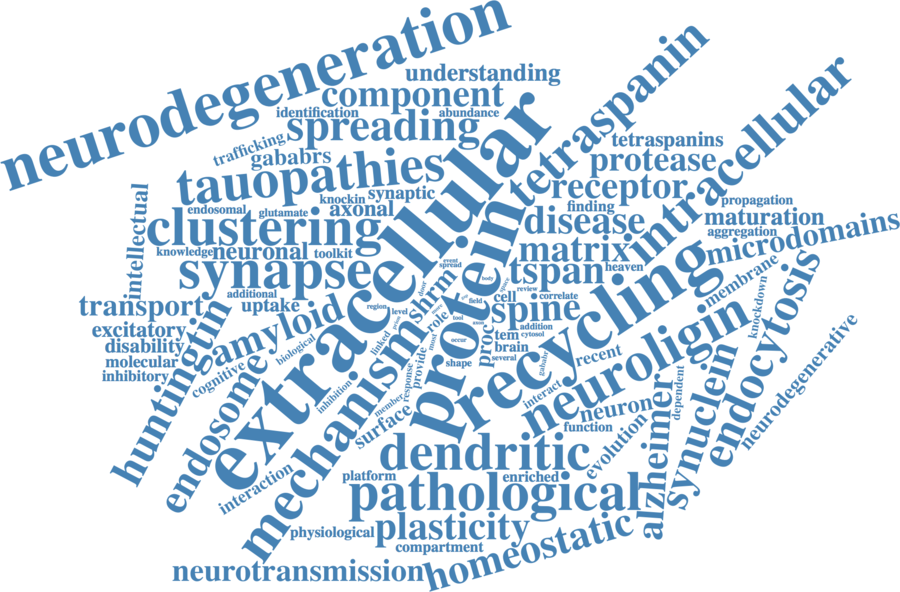 neurodegeneration
understanding
component
identification
abundance
spreading
tetraspanin
trafficking
gababrs
tetraspanins
tauopathies
protease
intracellular
knockin
synaptic
receptor
endosomal
glutamate
axonal
finding
propagation
intellectual
clustering
extracellular
disease
maturation
knowledge
neuronal
toolkit
protein
matrix
aggregation
microdomains
synapse
event
spread
tspan
heaven
membrane
additional
shrm
door
body
space
review
transport
uptake
region
level
role
field
cell
correlate
spine
precycling
excitatory
huntingtin
amyloid
linked
tool
addition
knockdown
disability
biological
mechanism
occur
proc
tem
cytosol
brain
molecular
inhibitory
cognitive
provide
shape
several
recent
neuroligin
endocytosis
neurodegenerative
endosome
inhibition
response
member
interact
dependent
surface
neuron
function
alzheimer
synuclein
dendritic
evolution
interaction
platform
enriched
pathological
physiological
plasticity
compartment
homeostatic
neurotransmission